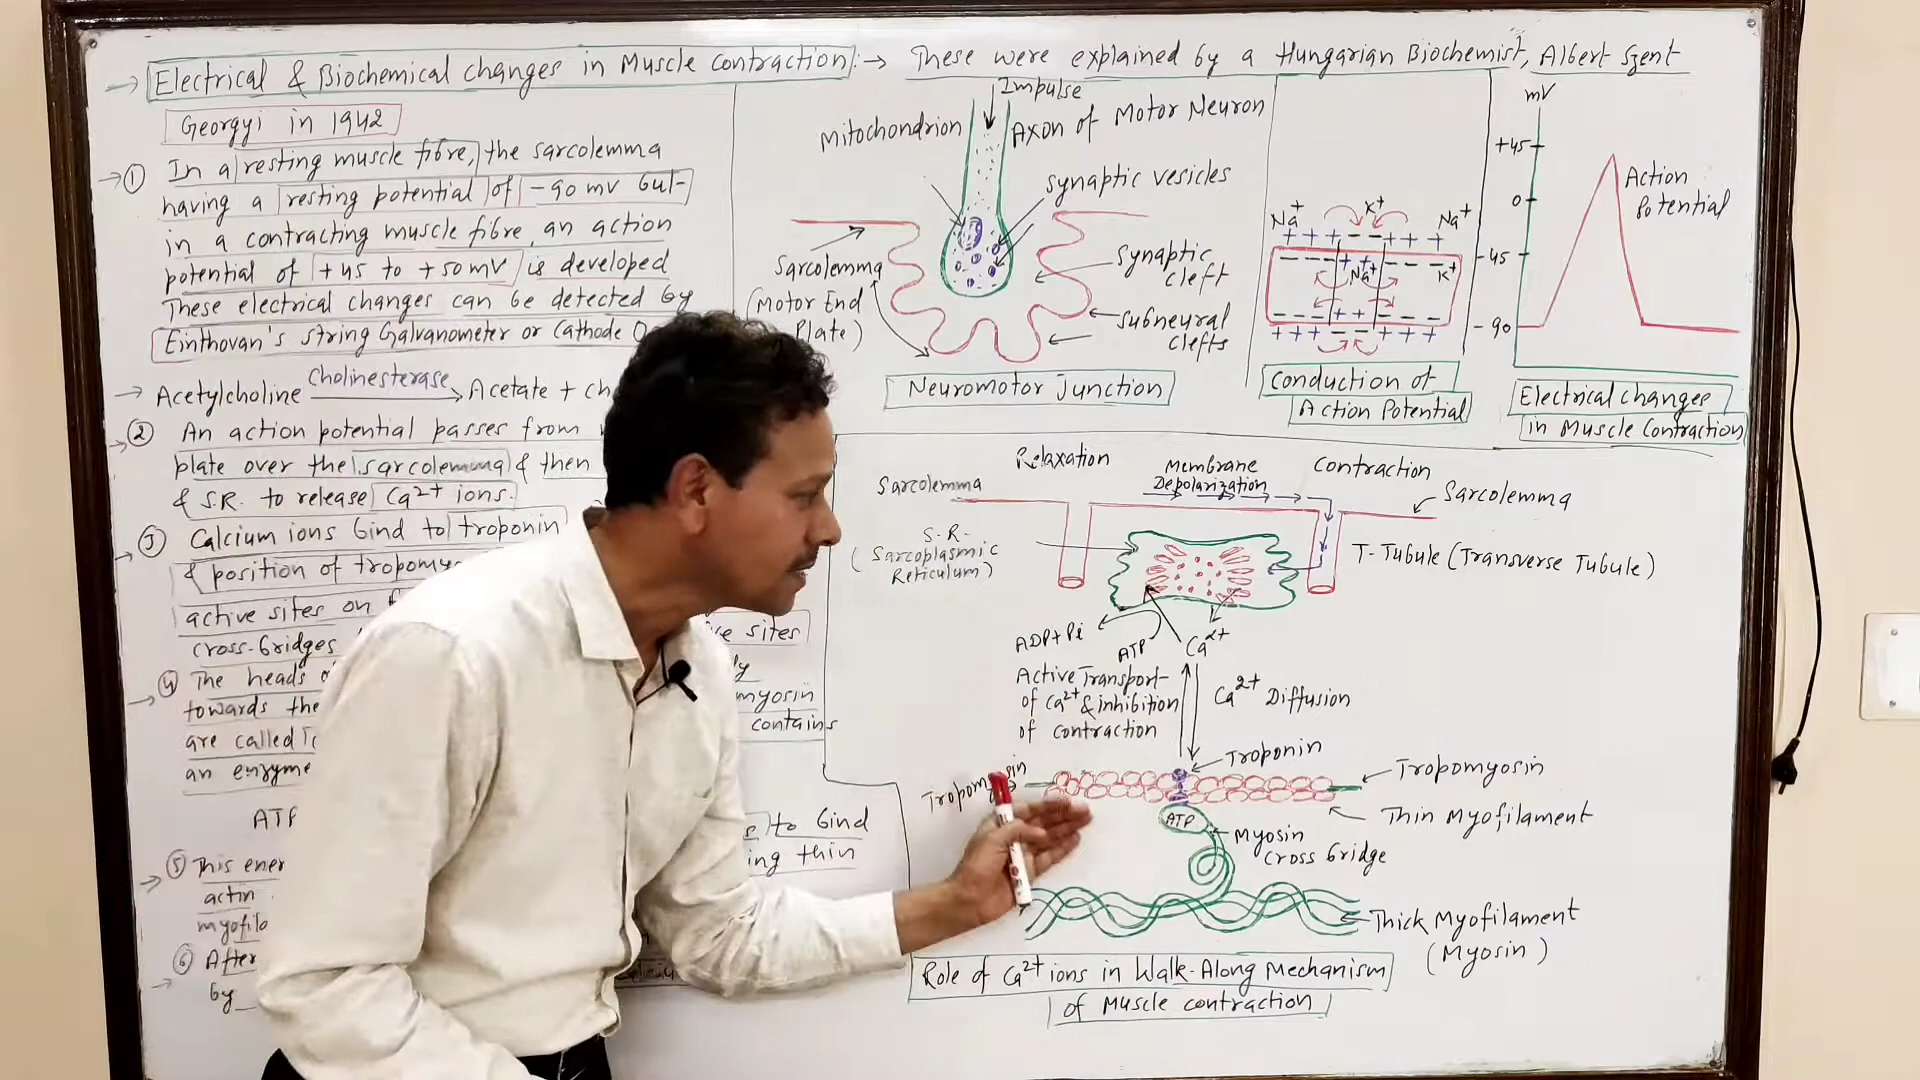 → Electrical & Biochemical changes in Muscle contraction :→ These were explained by a Hungarian Biochemist, Albert Szent
Georgyi in 1942
→ ① In a resting muscle fibre, the sarcolemma
having a resting potential of -90 mv but
in a contracting muscle fibre, an action
potential of +45 to +50 mV is developed
These electrical changes can be detected by
Einthovan's string Galvanometer or Cathode
→ Acetylcholine Cholinesterase → Acetate +
→ ② An action potential passes from
plate over the sarcolemma & then
& S.R. to release Ca2+ ions.
→ ③ Calcium ions bind to troponin
& position of
active sites on
cross-bridges
active sites
→ ④ The heads
towards the
myosin
are called
contains
an enzyme
ATP
to bind
thin
→ ⑤ This
actin
→ ⑥ After
by
Impulse
Mitochondrion
Axon of Motor Neuron
synaptic vesicles
Sarcolemma
(Motor End
Plate)
Synaptic
cleft
subneural
clefts
Neuromotor Junction
Na+ K+ Na+
+ + + - - + + + +
- - - + + - - - K+
Na+
- - - + + - - -
+ + + - - + + +
Conduction of
Action Potential
mV
+45
0
-45
-90
Action
Potential
Electrical changes
in Muscle Contraction
Relaxation
Membrane
Depolarization
Contraction
Sarcolemma
Sarcolemma
S.R.
(Sarcoplasmic
Reticulum)
T-Tubule (Transverse Tubule)
ADP+Pi
ATP
Ca2+
Active Transport
of Ca2+ & inhibition
of contraction
Ca2+ Diffusion
Troponin
Tropomyosin
Thin Myofilament
ATP
Myosin
cross bridge
Thick Myofilament
(Myosin)
Role of Ca2+ ions in Walk-Along Mechanism
of Muscle contraction